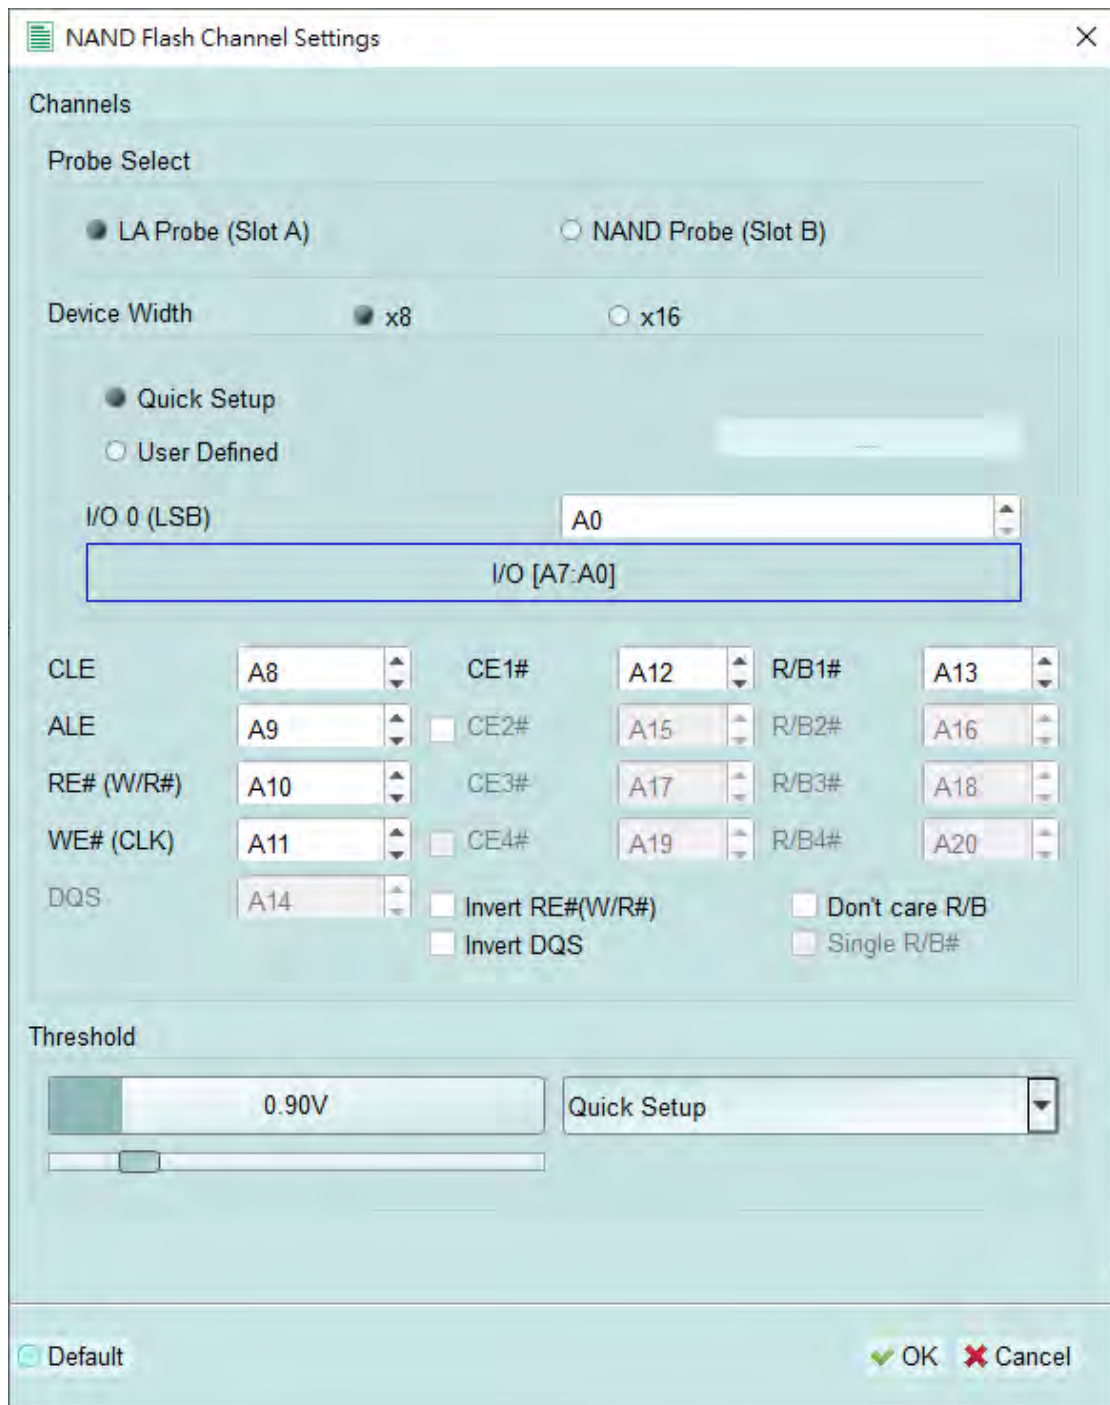 NAND Flash Channel Settings
Channels
Probe Select
LA Probe (Slot A) NAND Probe (Slot B)
Device Width x8 x16
Quick Setup
User Defined
....
I/O 0 (LSB) A0
I/O [A7:A0]
CLE A8 CE1# A12 R/B1# A13
ALE A9 CE2# A15 R/B2# A16
RE# (W/R#) A10 CE3# A17 R/B3# A18
WE# (CLK) A11 CE4# A19 R/B4# A20
DQS A14 Invert RE#(W/R#) Don't care R/B
Invert DQS Single R/B#
Threshold
0.90V Quick Setup
Default OK Cancel